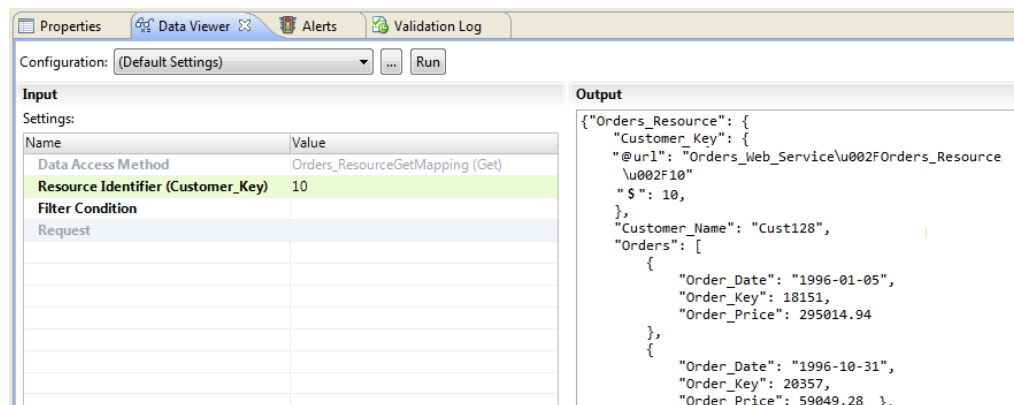 Properties Data Viewer Alerts Validation Log
Configuration: (Default Settings) ... Run
Input
Settings:
Name Value
Data Access Method Orders_ResourceGetMapping (Get)
Resource Identifier (Customer_Key) 10
Filter Condition
Request
Output
{"Orders_Resource": {
"Customer_Key": {
"@url": "Orders_Web_Service\u002FOrders_Resource
\u002F10"
"$": 10,
},
"Customer_Name": "Cust128",
"Orders": [
{
"Order_Date": "1996-01-05",
"Order_Key": 18151,
"Order_Price": 295014.94
},
{
"Order_Date": "1996-10-31",
"Order_Key": 20357,
"Order_Price": 59049.28 },